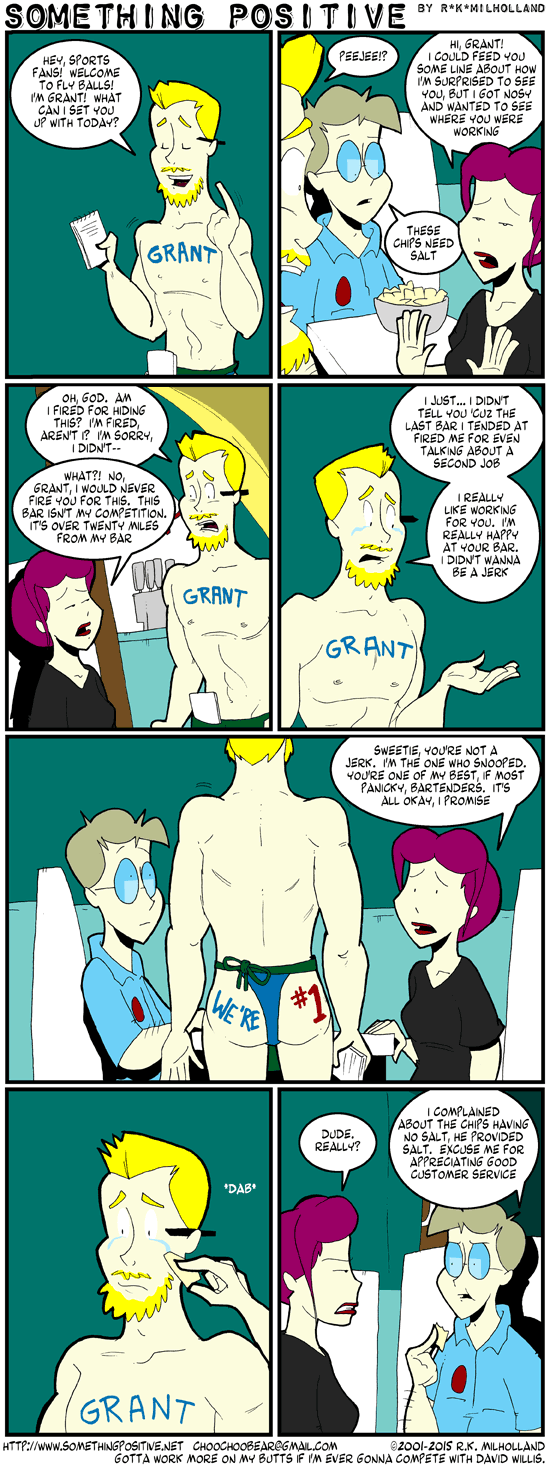 SOMETHING POSITIVE BY R*K*MILHOLLAND
HEY, SPORTS
FANS! WELCOME
TO FLY BALLS!
I'M GRANT! WHAT
CAN I SET YOU
UP WITH TODAY?
GRANT
PEEJEE!?
HI, GRANT!
I COULD FEED YOU
SOME LINE ABOUT HOW
I'M SURPRISED TO SEE
YOU, BUT I GOT NOSY
AND WANTED TO SEE
WHERE YOU WERE
WORKING
THESE
CHIPS NEED
SALT
OH, GOD. AM
I FIRED FOR HIDING
THIS? I'M FIRED,
AREN'T I? I'M SORRY,
I DIDN'T--
WHAT?! NO,
GRANT, I WOULD NEVER
FIRE YOU FOR THIS. THIS
BAR ISN'T MY COMPETITION.
IT'S OVER TWENTY MILES
FROM MY BAR
GRANT
I JUST... I DIDN'T
TELL YOU 'CUZ THE
LAST BAR I TENDED AT
FIRED ME FOR EVEN
TALKING ABOUT A
SECOND JOB
I REALLY
LIKE WORKING
FOR YOU. I'M
REALLY HAPPY
AT YOUR BAR.
I DIDN'T WANNA
BE A JERK
GRANT
SWEETIE, YOU'RE NOT A
JERK. I'M THE ONE WHO SNOOPED.
YOU'RE ONE OF MY BEST, IF MOST
PANICKY, BARTENDERS. IT'S
ALL OKAY, I PROMISE
WE'RE #1
*DAB*
GRANT
DUDE.
REALLY?
I COMPLAINED
ABOUT THE CHIPS HAVING
NO SALT, HE PROVIDED
SALT. EXCUSE ME FOR
APPRECIATING GOOD
CUSTOMER SERVICE
HTTP://WWW.SOMETHINGPOSITIVE.NET CHOOCHOOBEAR@GMAIL.COM ©2001-2015 R.K. MILHOLLAND
GOTTA WORK MORE ON MY BUTTS IF I'M EVER GONNA COMPETE WITH DAVID WILLIS.